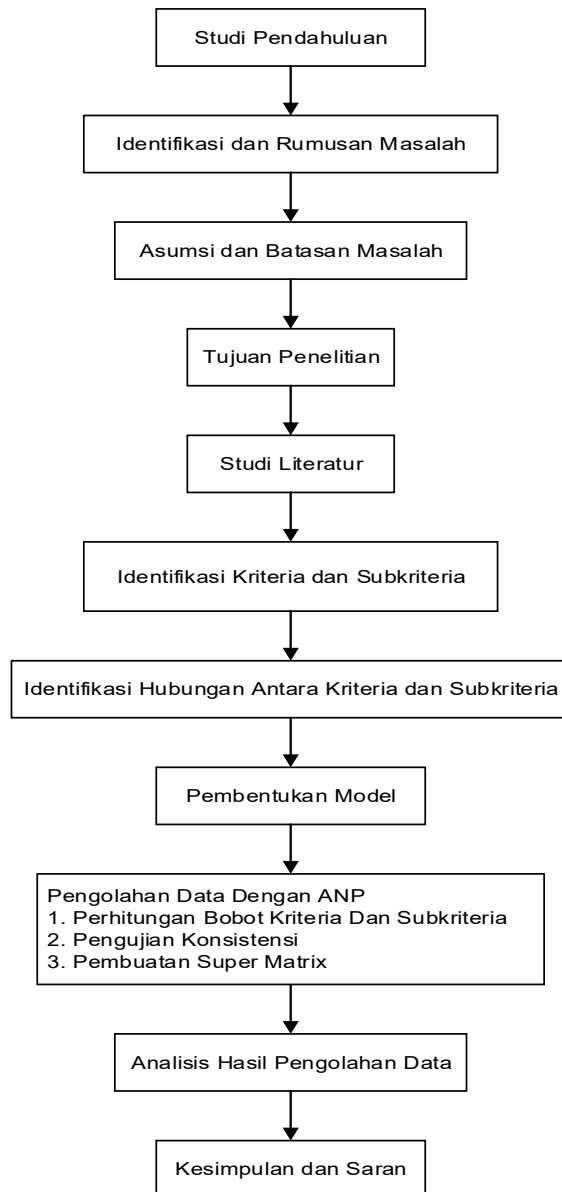 Studi Pendahuluan
Identifikasi dan Rumusan Masalah
Asumsi dan Batasan Masalah
Tujuan Penelitian
Studi Literatur
Identifikasi Kriteria dan Subkriteria
Identifikasi Hubungan Antara Kriteria dan Subkriteria
Pembentukan Model
Pengolahan Data Dengan ANP
1. Perhitungan Bobot Kriteria Dan Subkriteria
2. Pengujian Konsistensi
3. Pembuatan Super Matrix
Analisis Hasil Pengolahan Data
Kesimpulan dan Saran